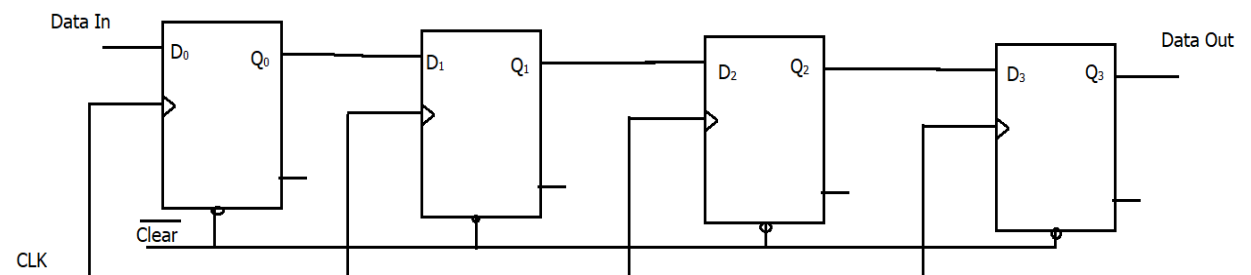 Data In
D₀ Q₀
D₁ Q₁
D₂ Q₂
D₃ Q₃
Data Out
Clear
CLK